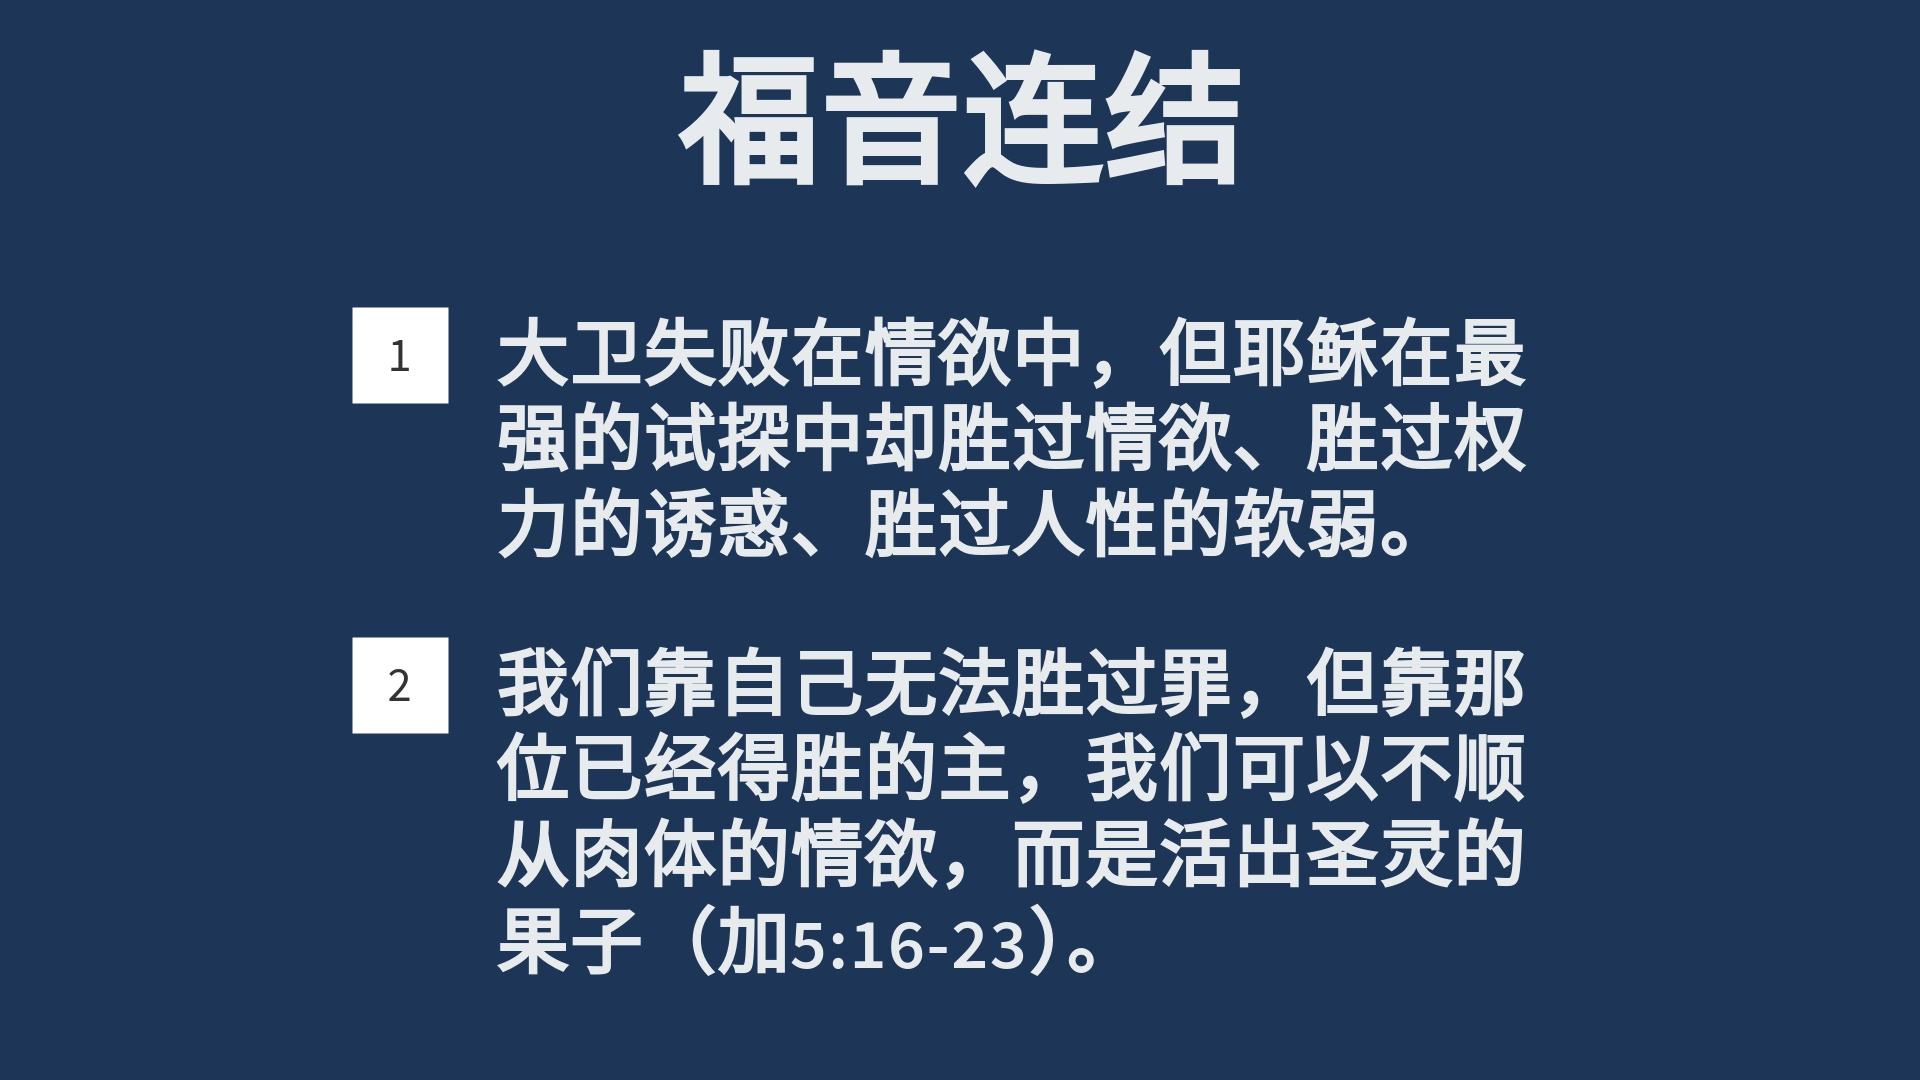 福音连结
1
大卫失败在情欲中，但耶稣在最
强的试探中却胜过情欲、胜过权
力的诱惑、胜过人性的软弱。
2
我们靠自己无法胜过罪，但靠那
位已经得胜的主，我们可以不顺
从肉体的情欲，而是活出圣灵的
果子（加5:16-23）。